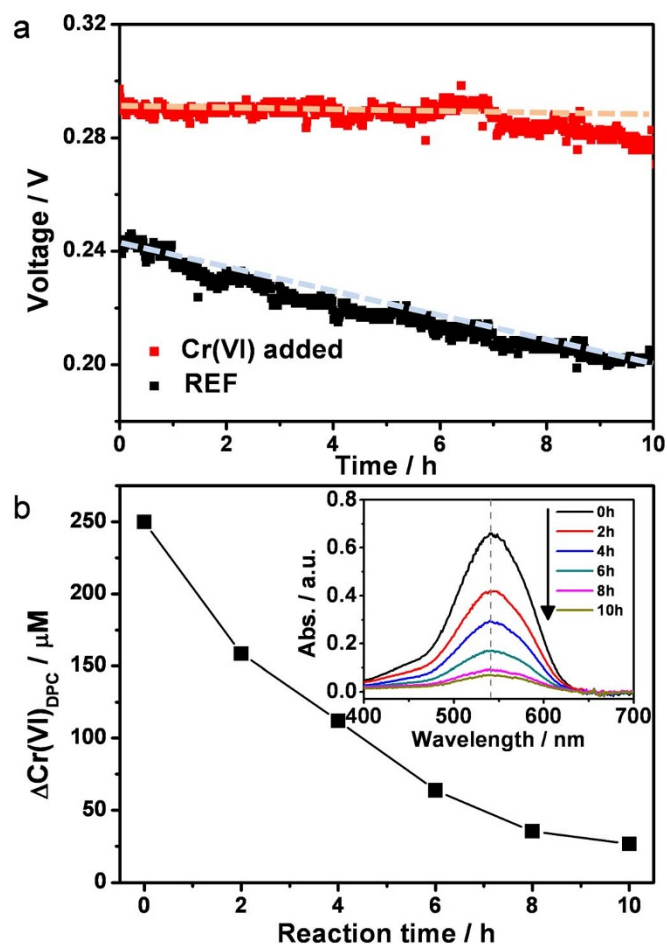 a
0.32
0.28
0.24
0.20
Voltage / V
Cr(VI) added
REF
0 2 4 6 8 10
Time / h
b
250
200
150
100
50
0
ΔCr(VI)DPC / μM
0.8
0.6
0.4
0.2
0.0
Abs. / a.u.
0h
2h
4h
6h
8h
10h
400 500 600 700
Wavelength / nm
0 2 4 6 8 10
Reaction time / h